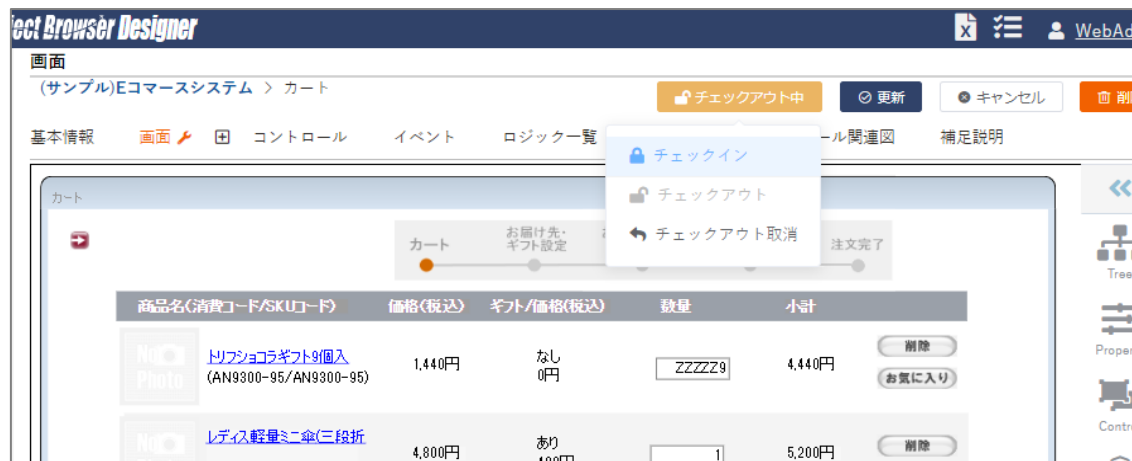 ect Browser Designer
WebAd
画面
(サンプル)Eコマースシステム > カート
チェックアウト中
更新
キャンセル
削
基本情報 画面 コントロール イベント ロジック一覧 ール関連図 補足説明
チェックイン
チェックアウト
チェックアウト取消
カート
カート
お届け先・
ギフト設定
注文完了
Tree
Proper
Contr
商品名(消費コード/SKUコード) 価格(税込) ギフト/価格(税込) 数量 小計
No
Photo
トリフショコラギフト9個入
(AN9300-95/AN9300-95)
1,440円
なし
0円
ZZZZZ9
4,440円
削除
お気に入り
No
レディス軽量ミニ傘(三段折
4,800円
あり
1
5,200円
削除